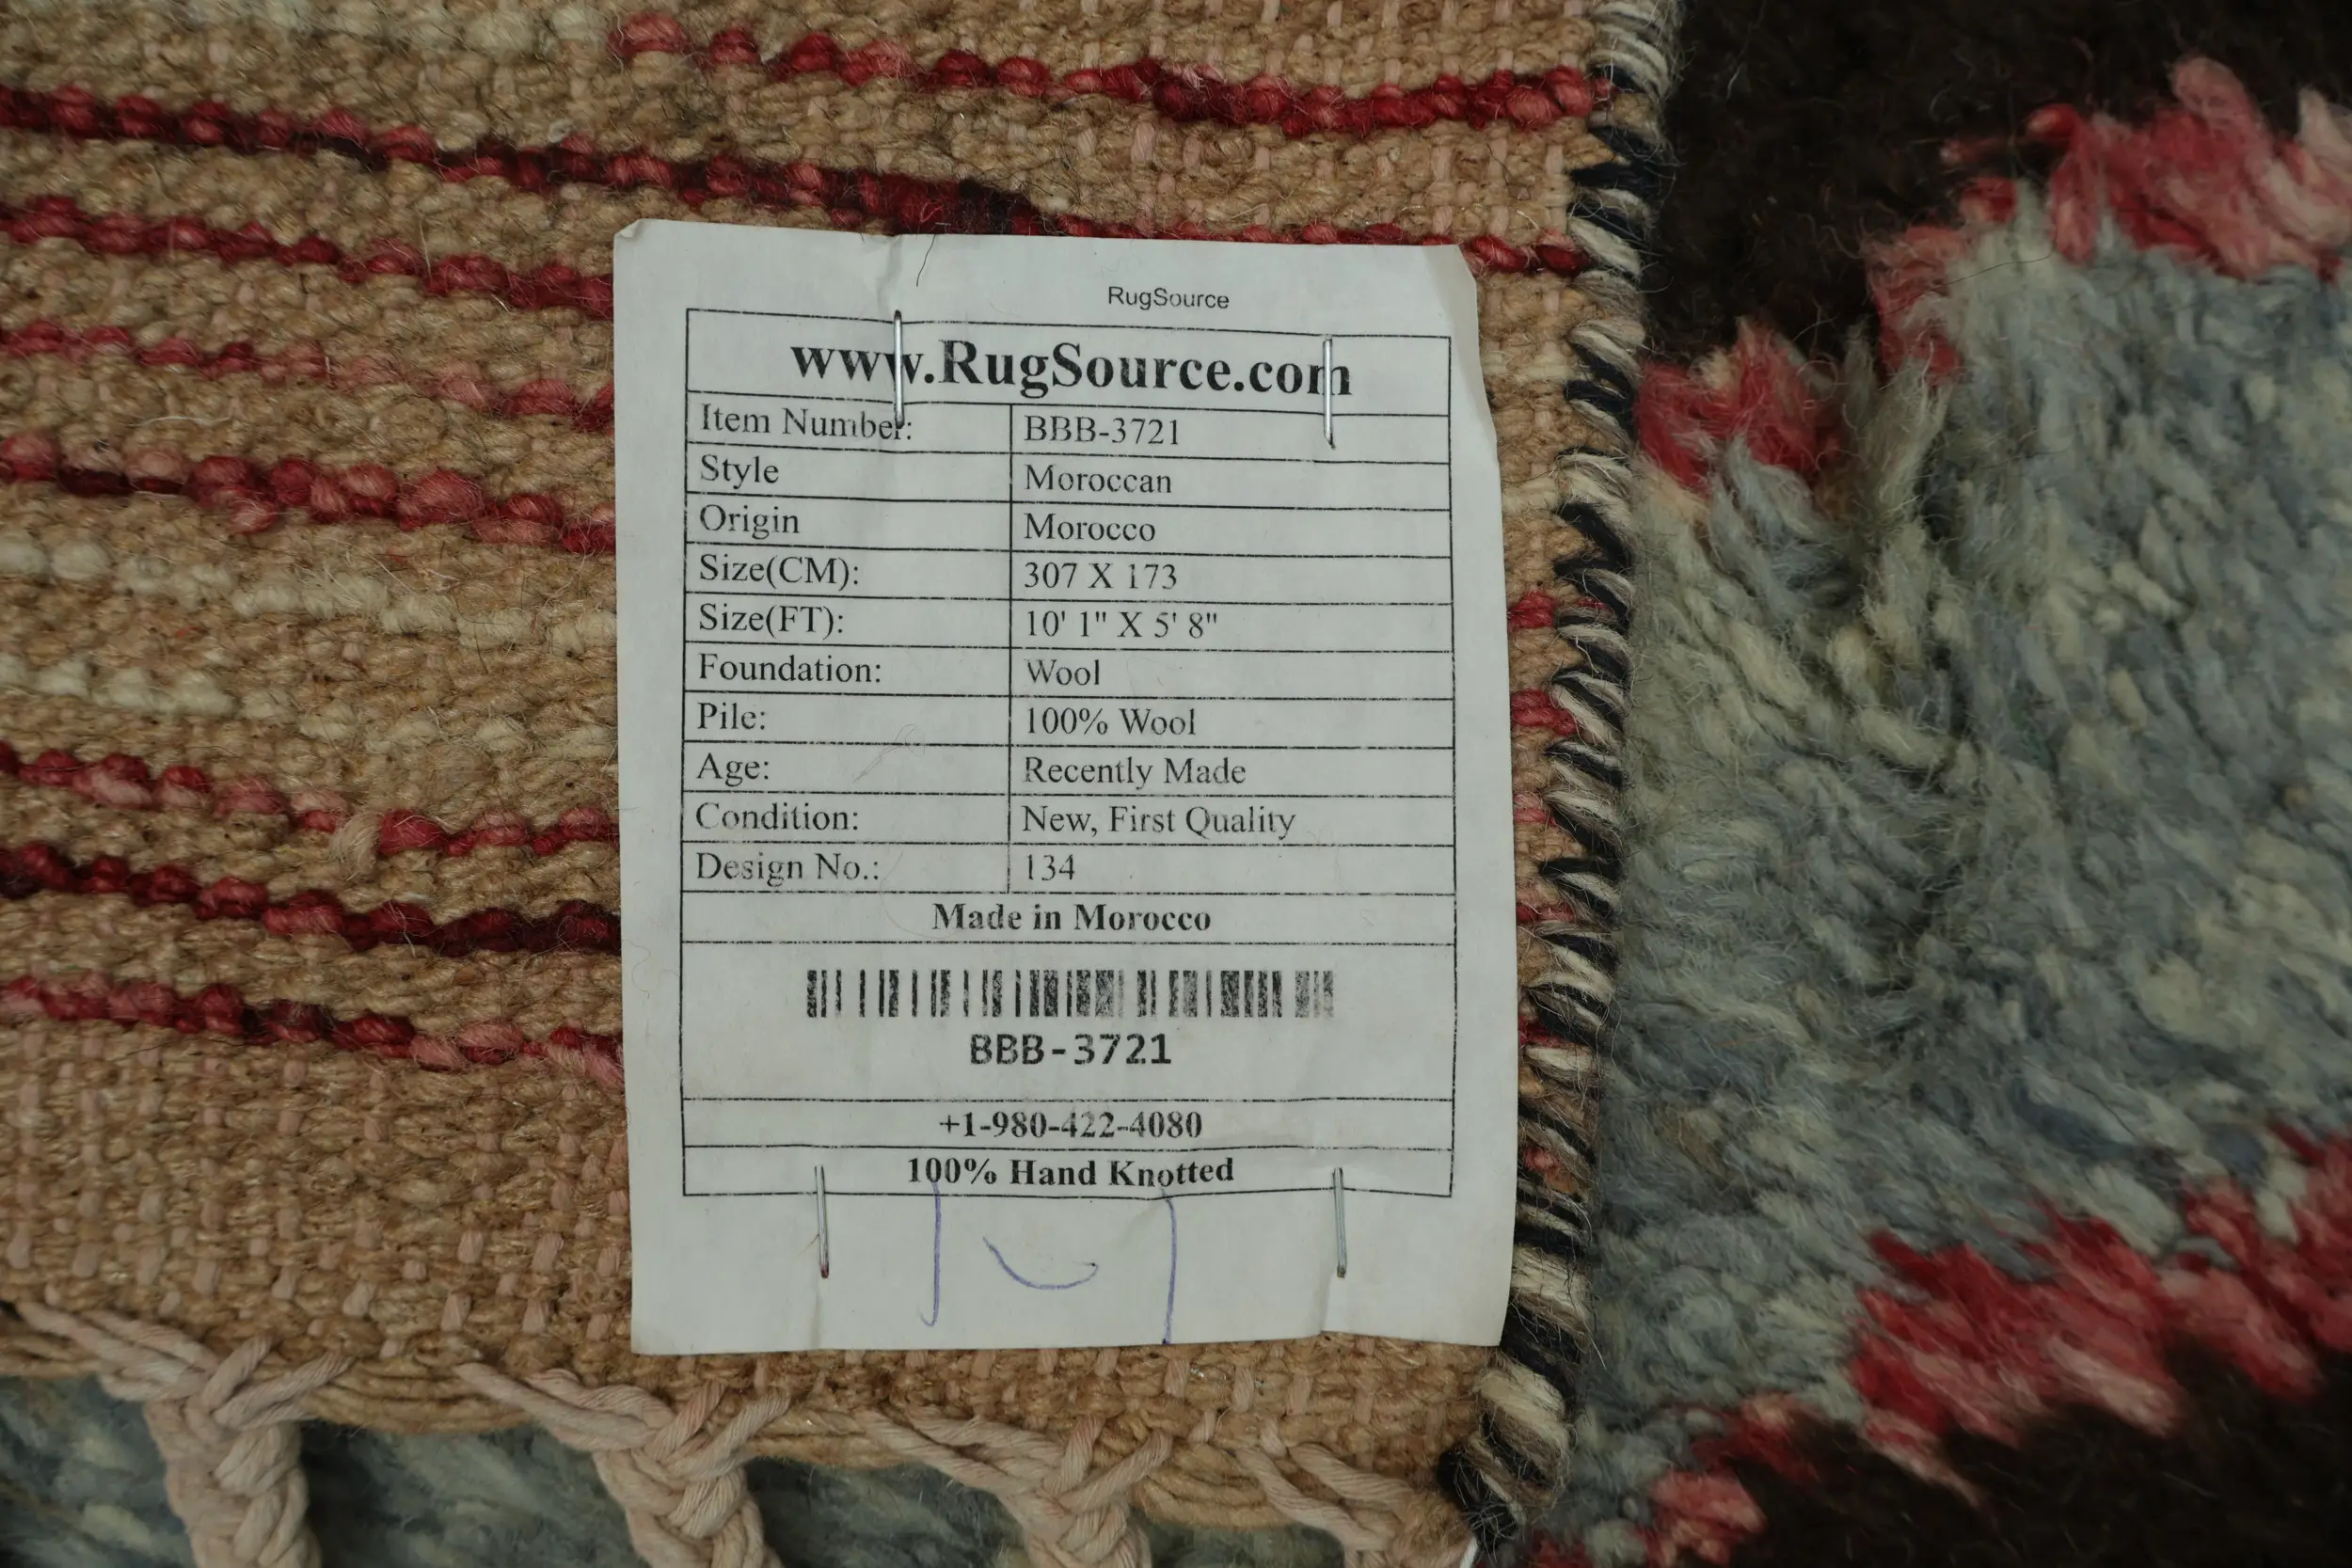 RugSource
www.RugSource.com
Item Number: BBB-3721
Style Moroccan
Origin Morocco
Size(CM): 307 X 173
Size(FT): 10' 1" X 5' 8"
Foundation: Wool
Pile: 100% Wool
Age: Recently Made
Condition: New, First Quality
Design No.: 134
Made in Morocco
BBB-3721
+1-980-422-4080
100% Hand Knotted